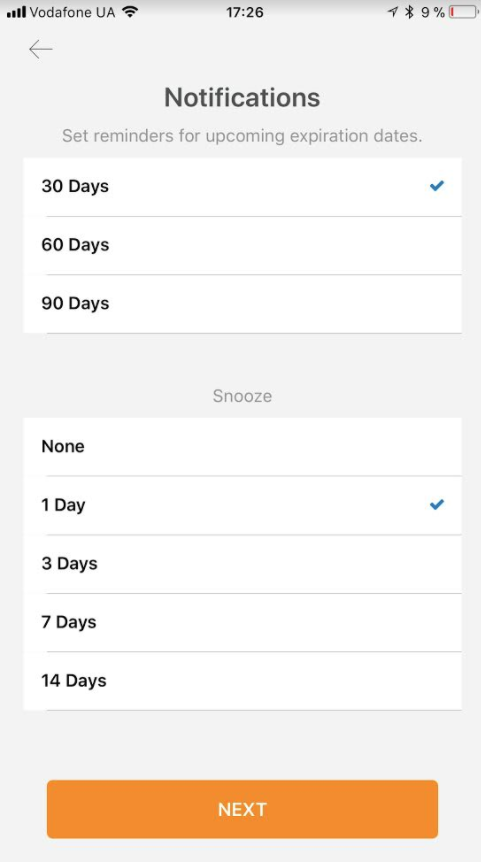 Vodafone UA 17:26 9 %
Notifications
Set reminders for upcoming expiration dates.
30 Days
60 Days
90 Days
Snooze
None
1 Day
3 Days
7 Days
14 Days
NEXT